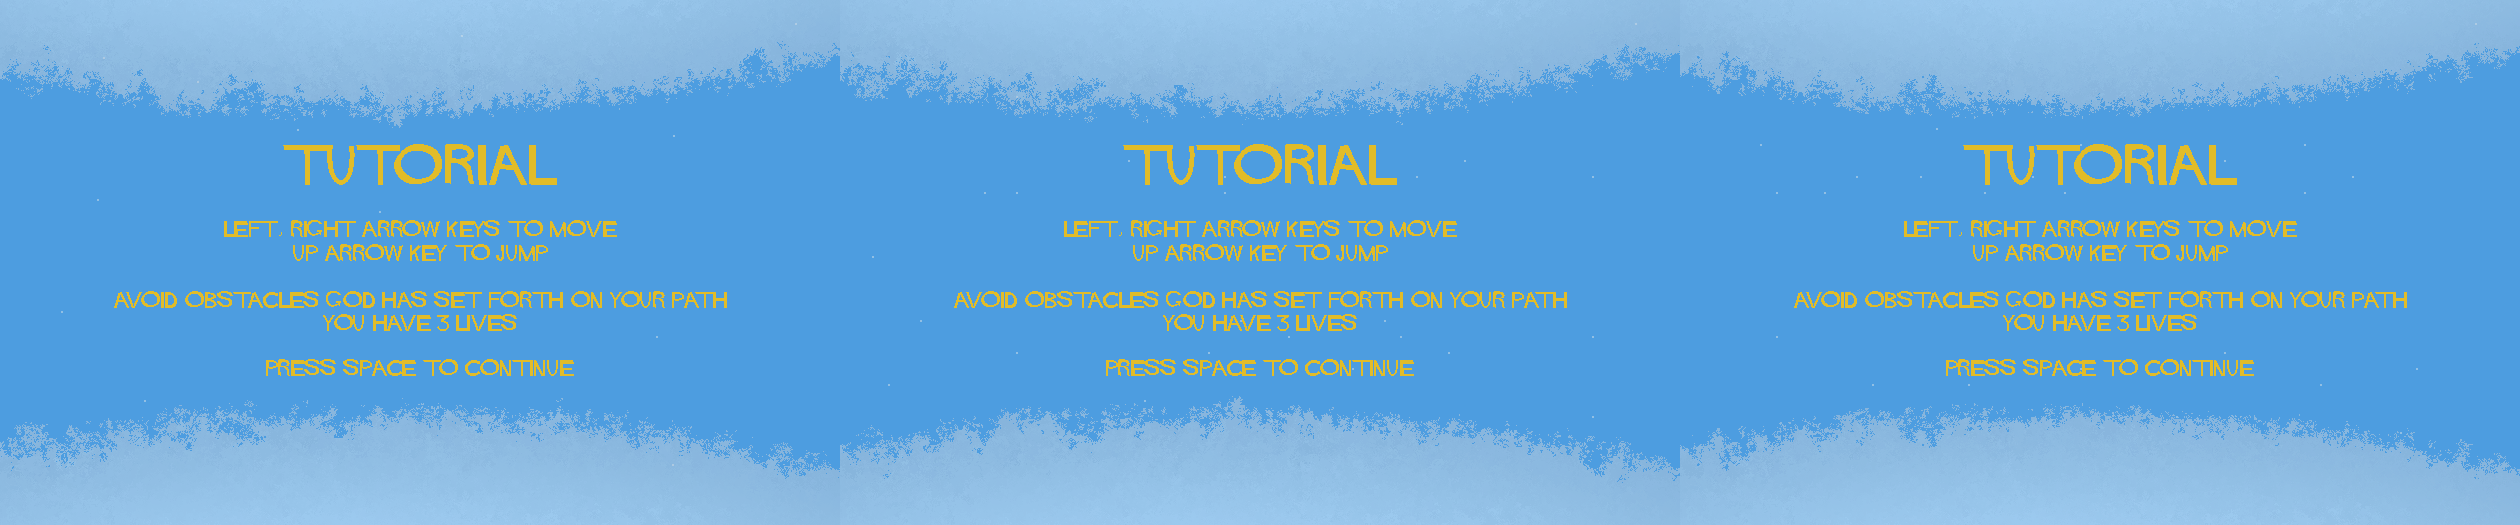 TUTORIAL
LEFT, RIGHT ARROW KEYS TO MOVE
UP ARROW KEY TO JUMP
AVOID OBSTACLES GOD HAS SET FORTH ON YOUR PATH
YOU HAVE 3 LIVES
PRESS SPACE TO CONTINUE
TUTORIAL
LEFT, RIGHT ARROW KEYS TO MOVE
UP ARROW KEY TO JUMP
AVOID OBSTACLES GOD HAS SET FORTH ON YOUR PATH
YOU HAVE 3 LIVES
PRESS SPACE TO CONTINUE
TUTORIAL
LEFT, RIGHT ARROW KEYS TO MOVE
UP ARROW KEY TO JUMP
AVOID OBSTACLES GOD HAS SET FORTH ON YOUR PATH
YOU HAVE 3 LIVES
PRESS SPACE TO CONTINUE